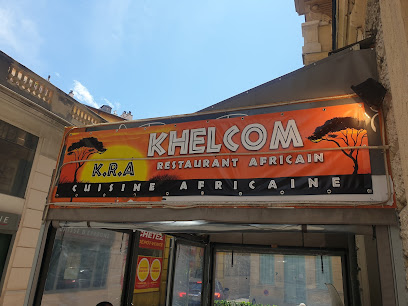 KHELCOM
K.R.A
RESTAURANT AFRICAIN
CUISINE AFRICAINE